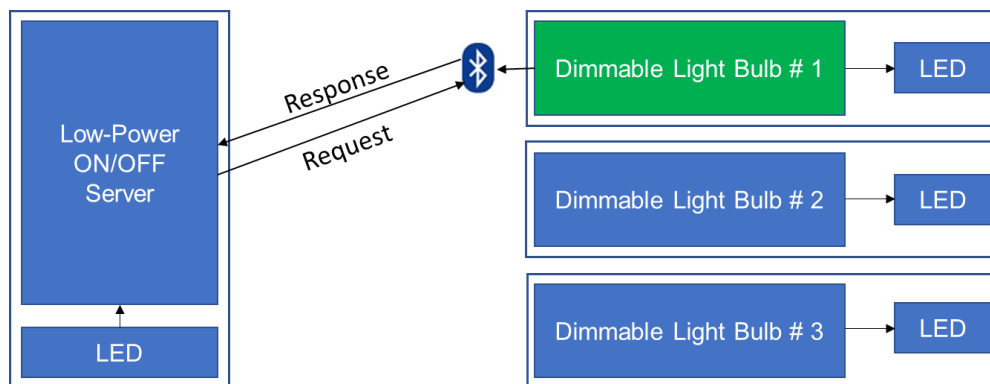 Low-Power
ON/OFF
Server
LED
Response
Request
Dimmable Light Bulb # 1
LED
Dimmable Light Bulb # 2
LED
Dimmable Light Bulb # 3
LED